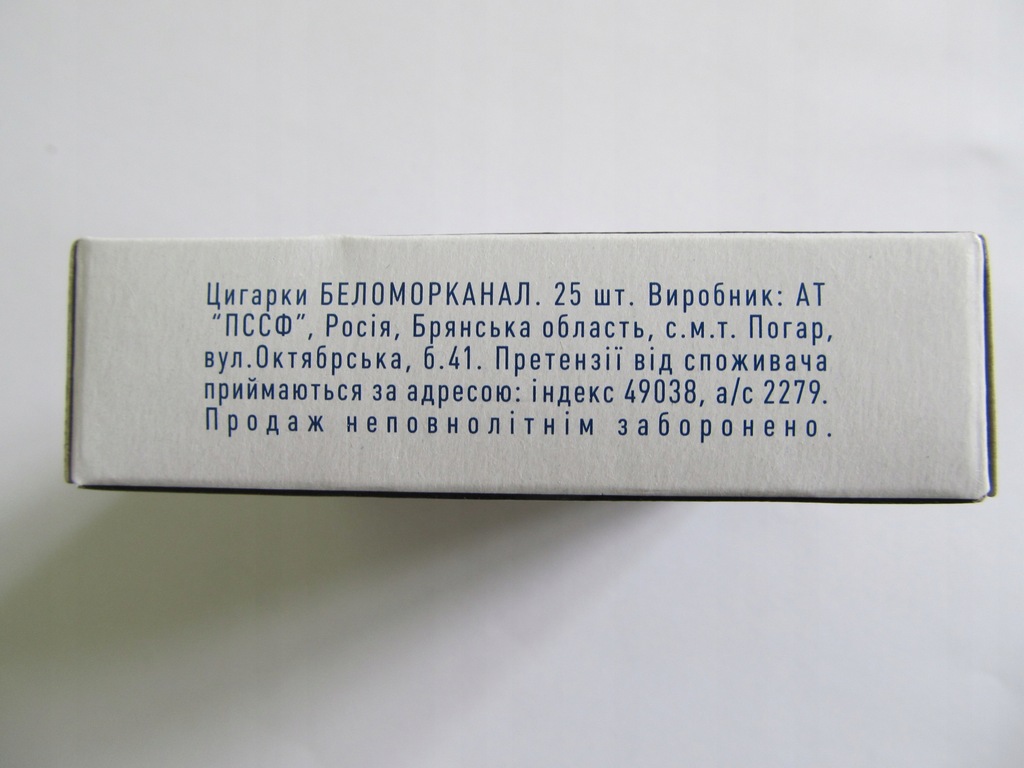 Цигарки БЕЛОМОРКАНАЛ. 25 шт. Виробник: АТ
“ПССФ”, Росія, Брянська область, с.м.т. Погар,
вул.Октябрська, б.41. Претензії від споживача
приймаються за адресою: індекс 49038, а/с 2279.
Продаж неповнолітнім заборонено.